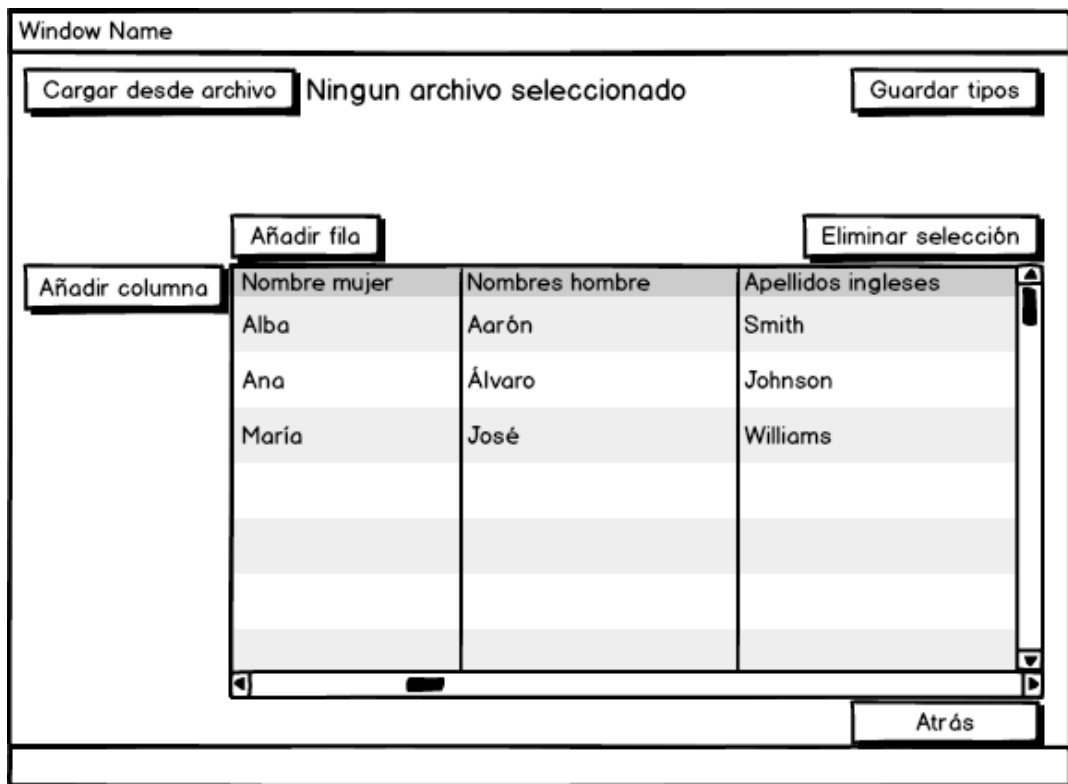 Window Name
Cargar desde archivo Ningun archivo seleccionado Guardar tipos
Añadir fila Eliminar selección
Añadir columna Nombre mujer Nombres hombre Apellidos ingleses
Alba Aarón Smith
Ana Álvaro Johnson
María José Williams
Atrás